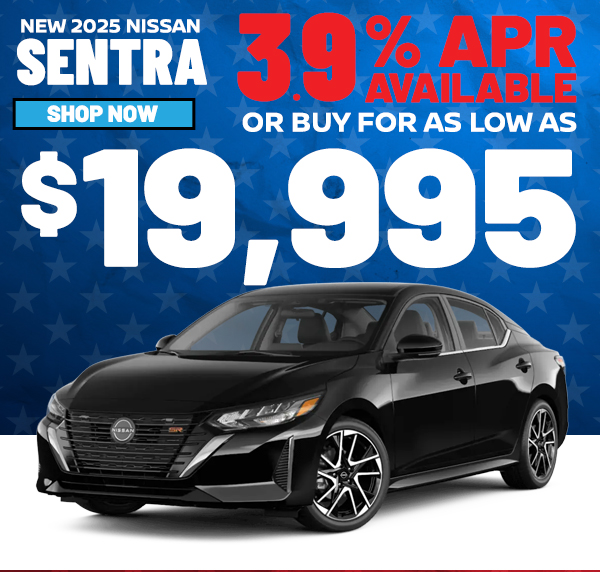 NEW 2025 NISSAN
SENTRA
SHOP NOW
3.9% APR
AVAILABLE
OR BUY FOR AS LOW AS
$19,995
NISSAN
SR